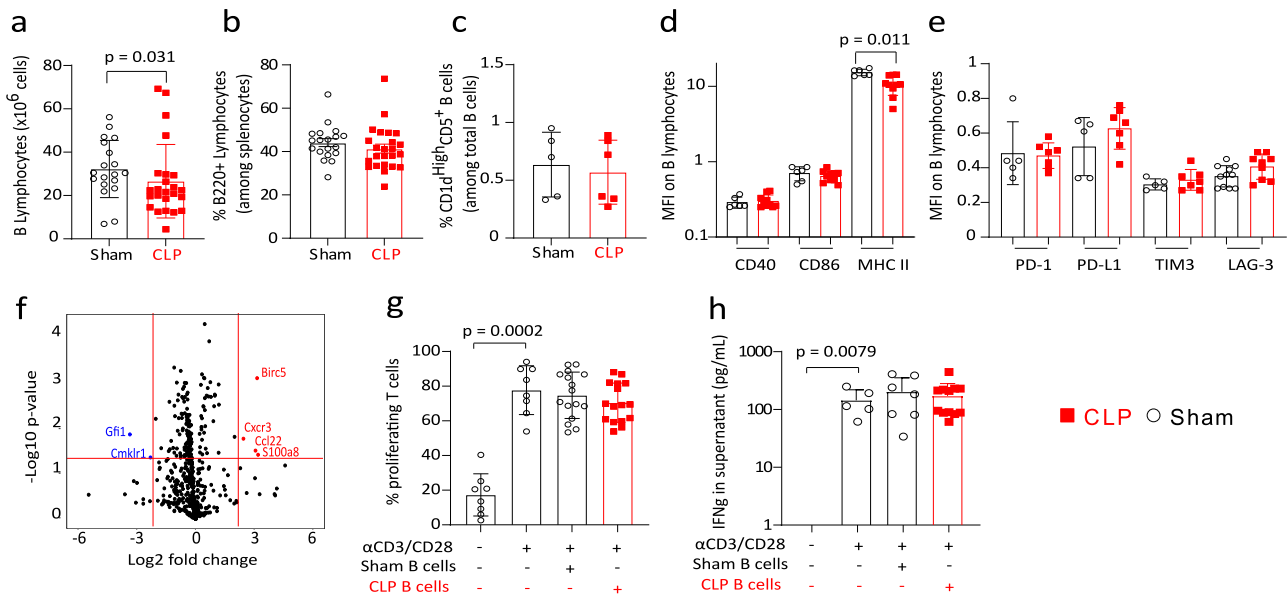 a
b
c
d
e
p = 0.031
B Lymphocytes (x10⁶ cells)
80
60
40
20
0
Sham CLP
% B220+ Lymphocytes
(among splenocytes)
80
60
40
20
0
Sham CLP
% CD1dHighCD5+ B cells
(among total B cells)
1.5
1
0.5
0
Sham CLP
p = 0.011
MFI on B lymphocytes
10
1
0.1
CD40 CD86 MHC II
MFI on B lymphocytes
1
0.8
0.6
0.4
0.2
0
PD-1 PD-L1 TIM3 LAG-3
f
-Log10 p-value
4
3
2
1
0
Birc5
Gfi1
Cxcr3
Ccl22
Cmklr1
S100a8
-6 -3 0 3 6
Log2 fold change
g
p = 0.0002
% proliferating T cells
100
80
60
40
20
0
αCD3/CD28 - + + +
Sham B cells - - + -
CLP B cells - - - +
h
p = 0.0079
IFNg in supernatant (pg/mL)
1000
100
10
1
αCD3/CD28 - + + +
Sham B cells - - + -
CLP B cells - - - +
CLP Sham